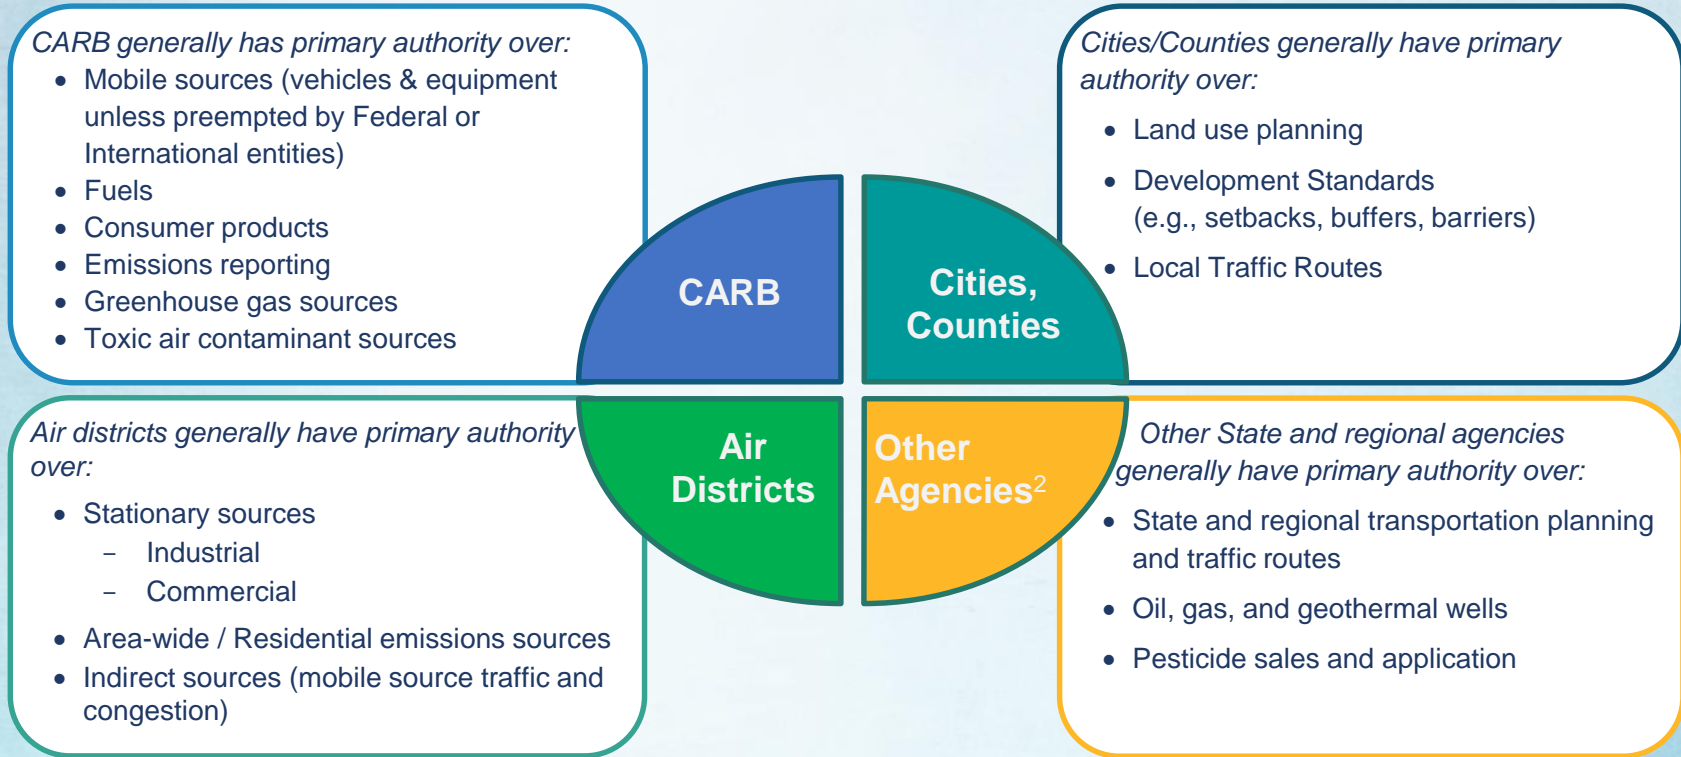 CARB generally has primary authority over:
• Mobile sources (vehicles & equipment
unless preempted by Federal or
International entities)
• Fuels
• Consumer products
• Emissions reporting
• Greenhouse gas sources
• Toxic air contaminant sources
Cities/Counties generally have primary
authority over:
• Land use planning
• Development Standards
(e.g., setbacks, buffers, barriers)
• Local Traffic Routes
CARB
Cities,
Counties
Air
Districts
Other
Agencies²
Air districts generally have primary authority
over:
• Stationary sources
– Industrial
– Commercial
• Area-wide / Residential emissions sources
• Indirect sources (mobile source traffic and
congestion)
Other State and regional agencies
generally have primary authority over:
• State and regional transportation planning
and traffic routes
• Oil, gas, and geothermal wells
• Pesticide sales and application